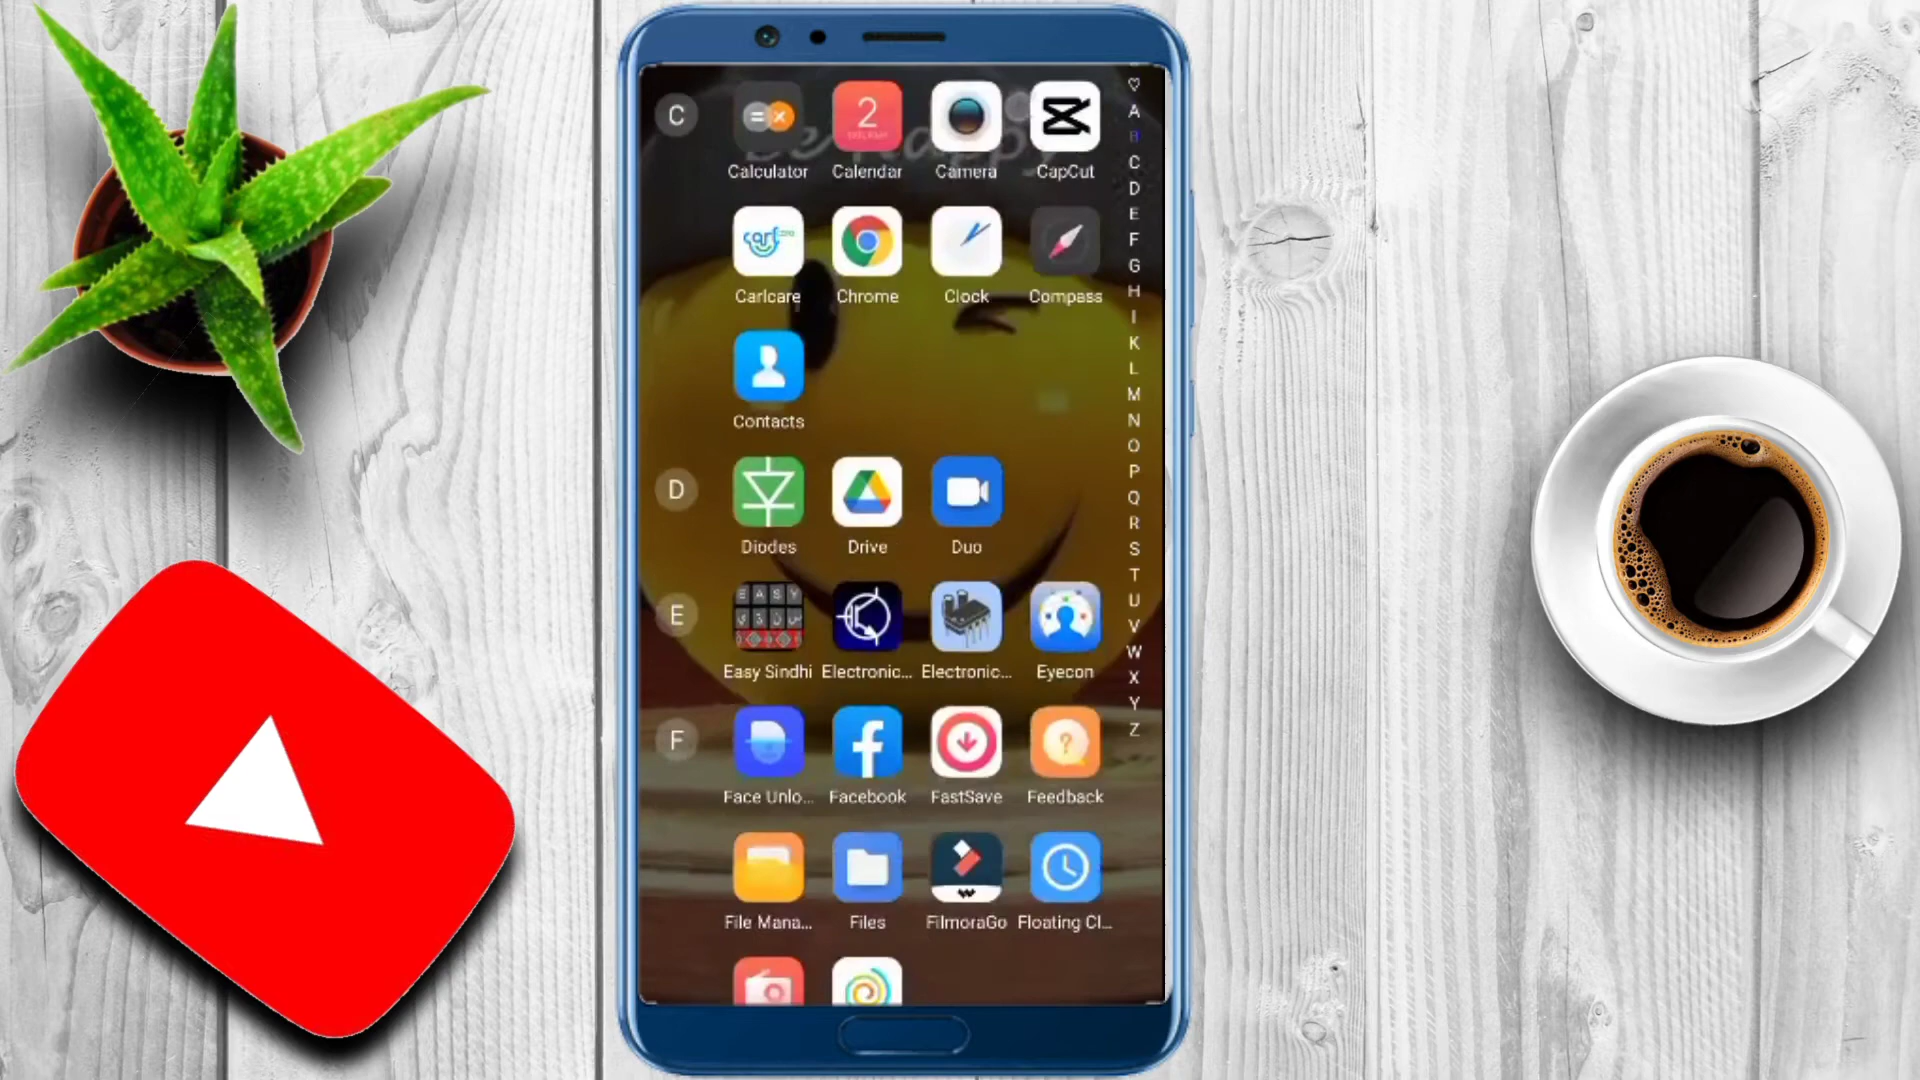 C
2
Calculator Calendar Camera CapCut
Carlcare Chrome Clock Compass
Contacts
D
Diodes Drive Duo
E
E A S Y
Easy Sindhi Electronic... Electronic... Eyecon
F
Face Unlo... Facebook FastSave Feedback
File Mana... Files FilmoraGo Floating Cl...
A
B
C
D
E
F
G
H
I
K
L
M
N
O
P
Q
R
S
T
U
V
W
X
Y
Z